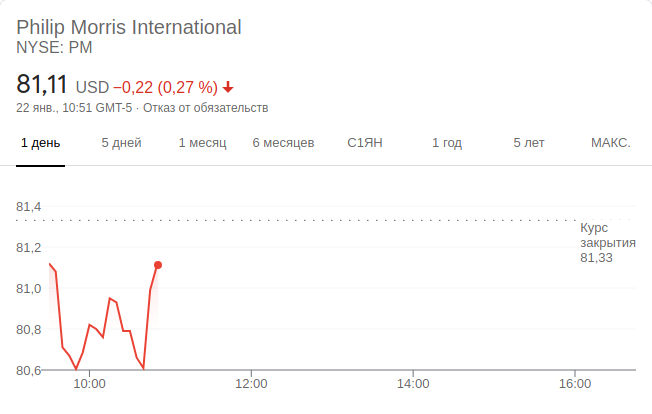 Philip Morris International
NYSE: PM
81,11 USD −0,22 (0,27 %)
22 янв., 10:51 GMT-5 · Отказ от обязательств
1 день 5 дней 1 месяц 6 месяцев С1ЯН 1 год 5 лет МАКС.
81,4
Курс
81,2 закрытия
81,33
81,0
80,8
80,6
10:00 12:00 14:00 16:00